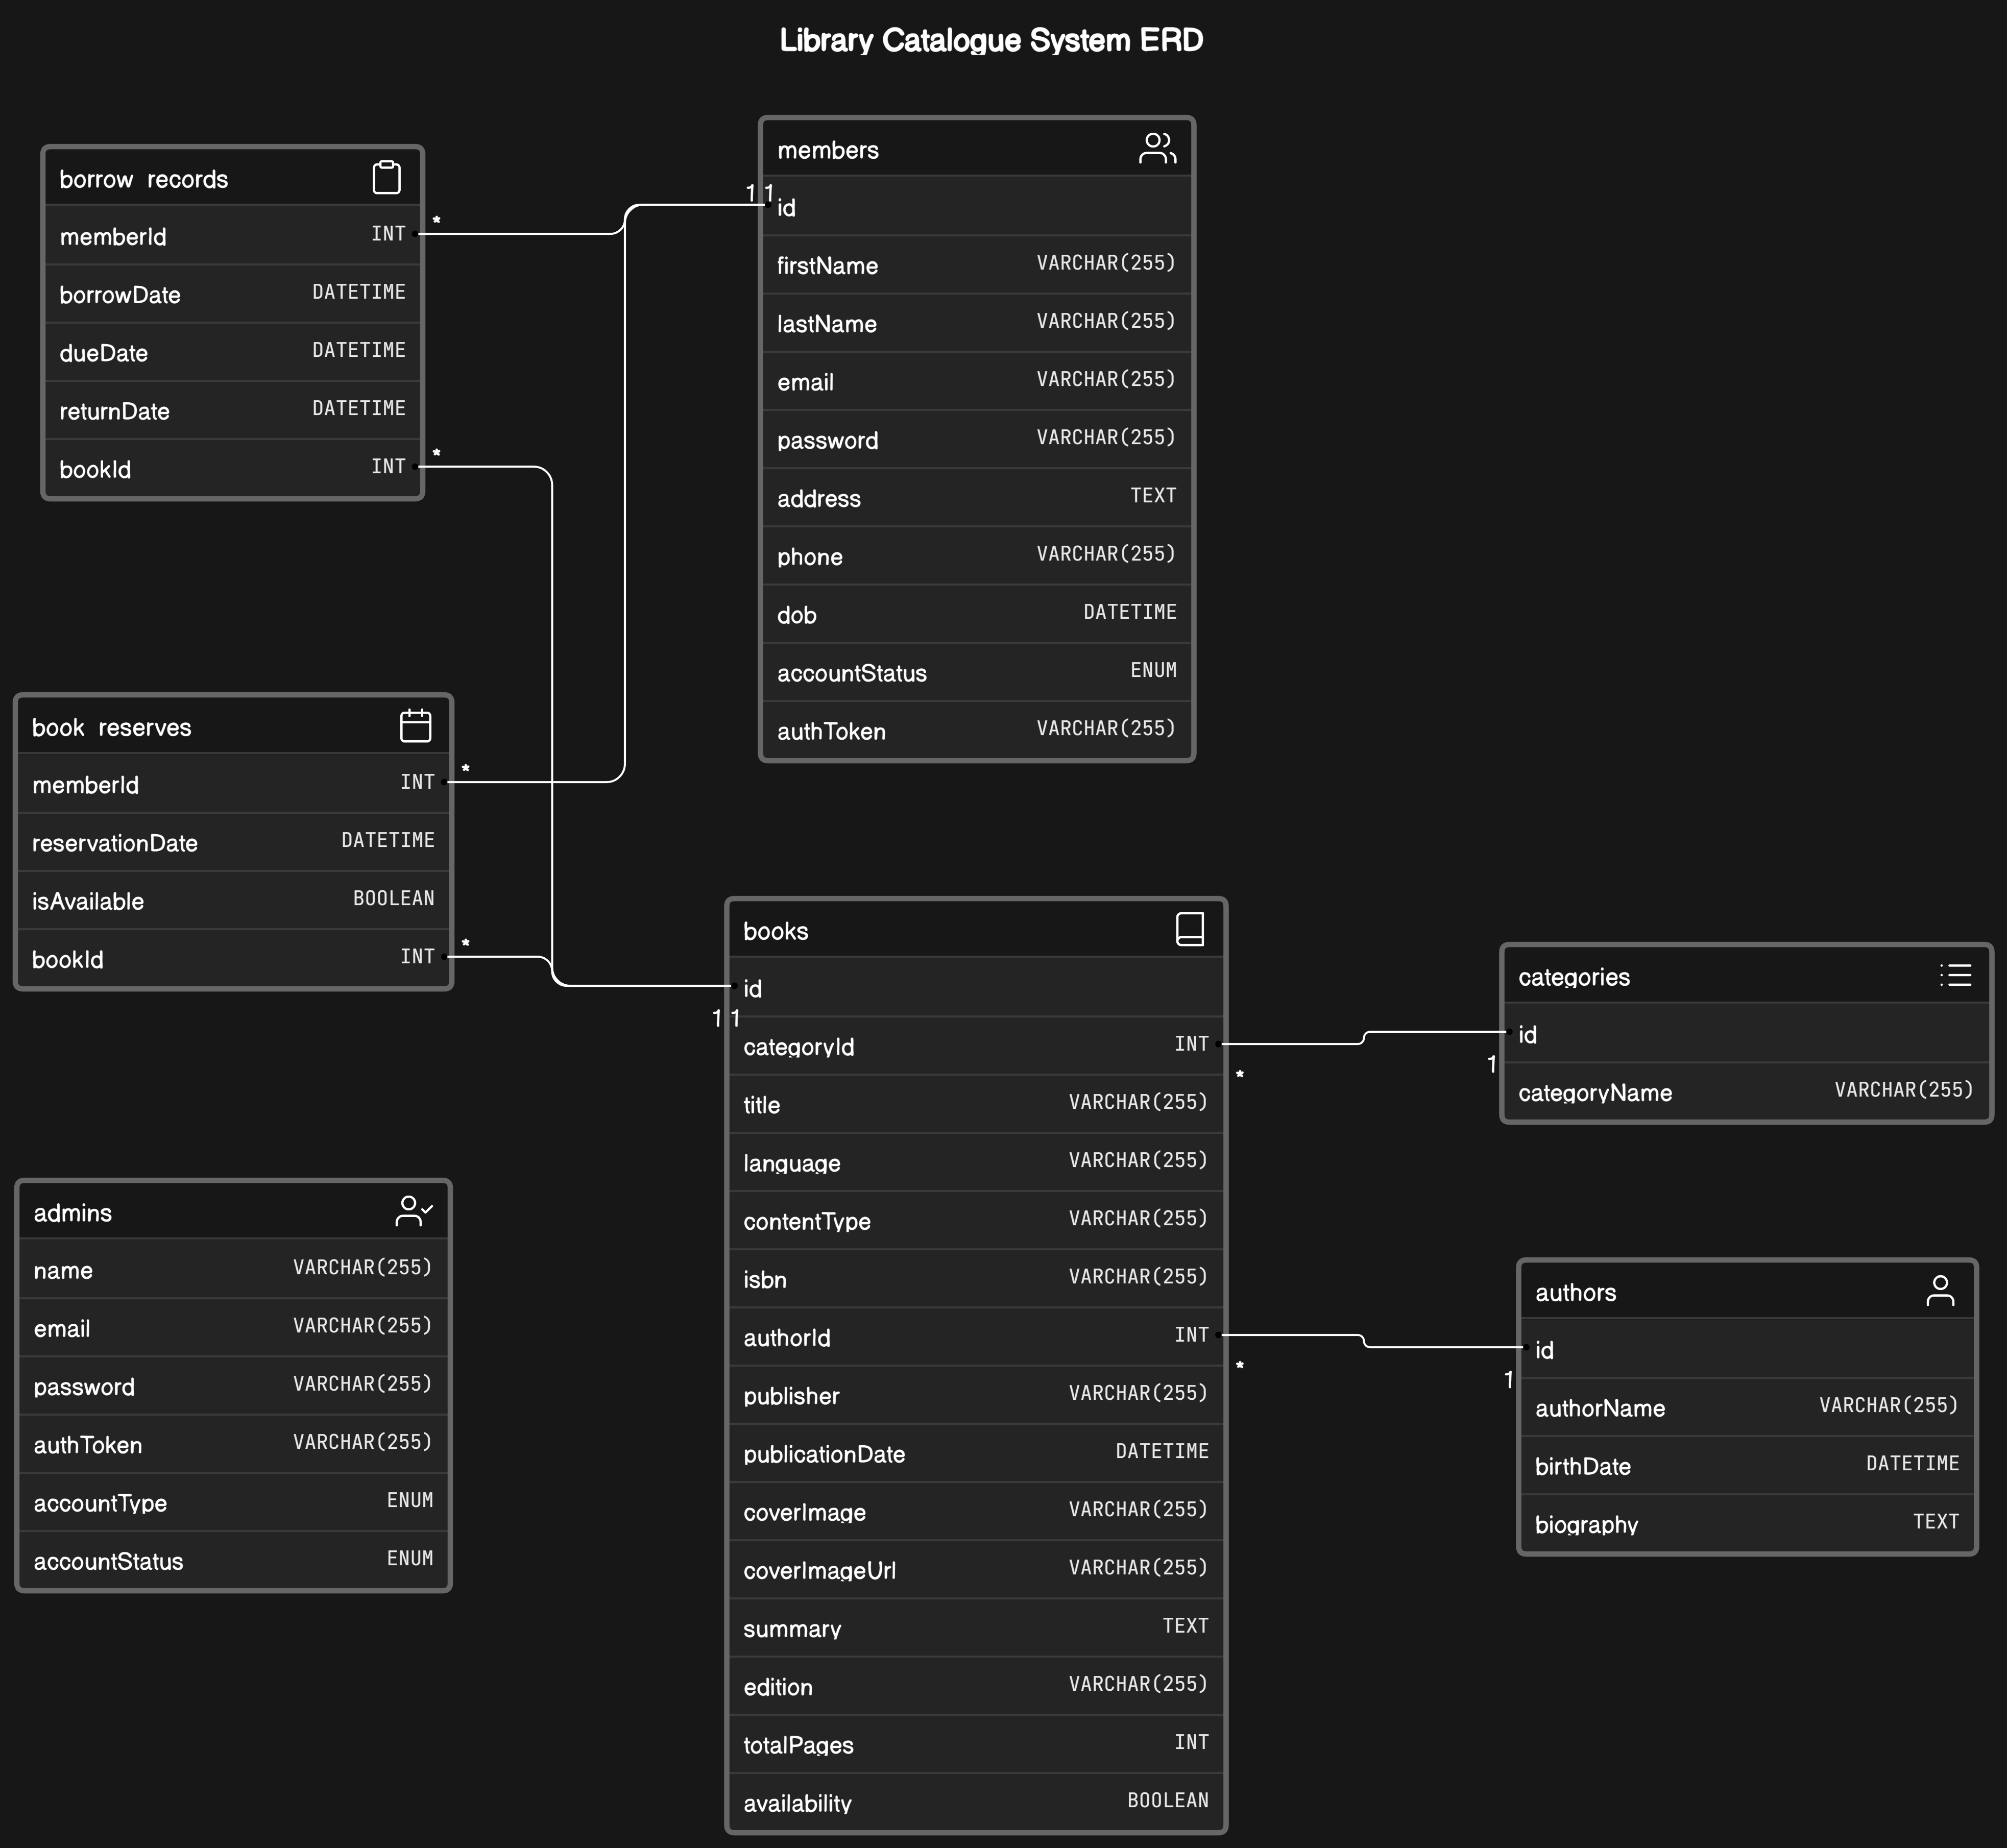 Library Catalogue System ERD
borrow records
memberId INT *
borrowDate DATETIME
dueDate DATETIME
returnDate DATETIME
bookId INT *
members
1 1 id
firstName VARCHAR(255)
lastName VARCHAR(255)
email VARCHAR(255)
password VARCHAR(255)
address TEXT
phone VARCHAR(255)
dob DATETIME
accountStatus ENUM
authToken VARCHAR(255)
book reserves
memberId INT *
reservationDate DATETIME
isAvailable BOOLEAN
bookId INT *
books
id
1 1
categoryId INT
*
title VARCHAR(255)
language VARCHAR(255)
contentType VARCHAR(255)
isbn VARCHAR(255)
authorId INT
*
publisher VARCHAR(255)
publicationDate DATETIME
coverImage VARCHAR(255)
coverImageUrl VARCHAR(255)
summary TEXT
edition VARCHAR(255)
totalPages INT
availability BOOLEAN
categories
id
1
categoryName VARCHAR(255)
admins
name VARCHAR(255)
email VARCHAR(255)
password VARCHAR(255)
authToken VARCHAR(255)
accountType ENUM
accountStatus ENUM
authors
id
1
authorName VARCHAR(255)
birthDate DATETIME
biography TEXT